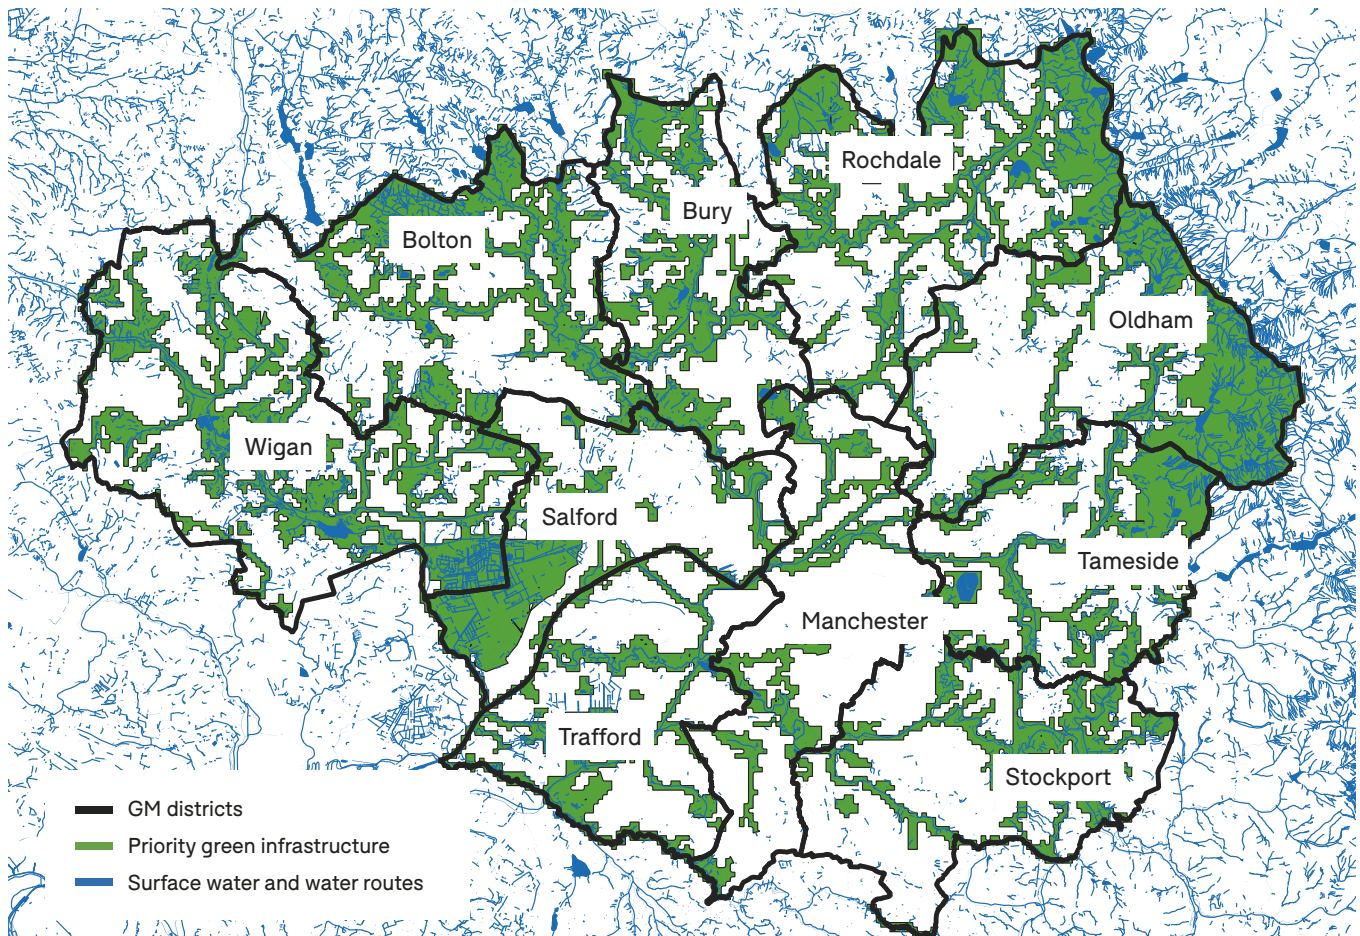 Rochdale
Bury
Bolton
Oldham
Wigan
Salford
Tameside
Manchester
Trafford
Stockport
GM districts
Priority green infrastructure
Surface water and water routes